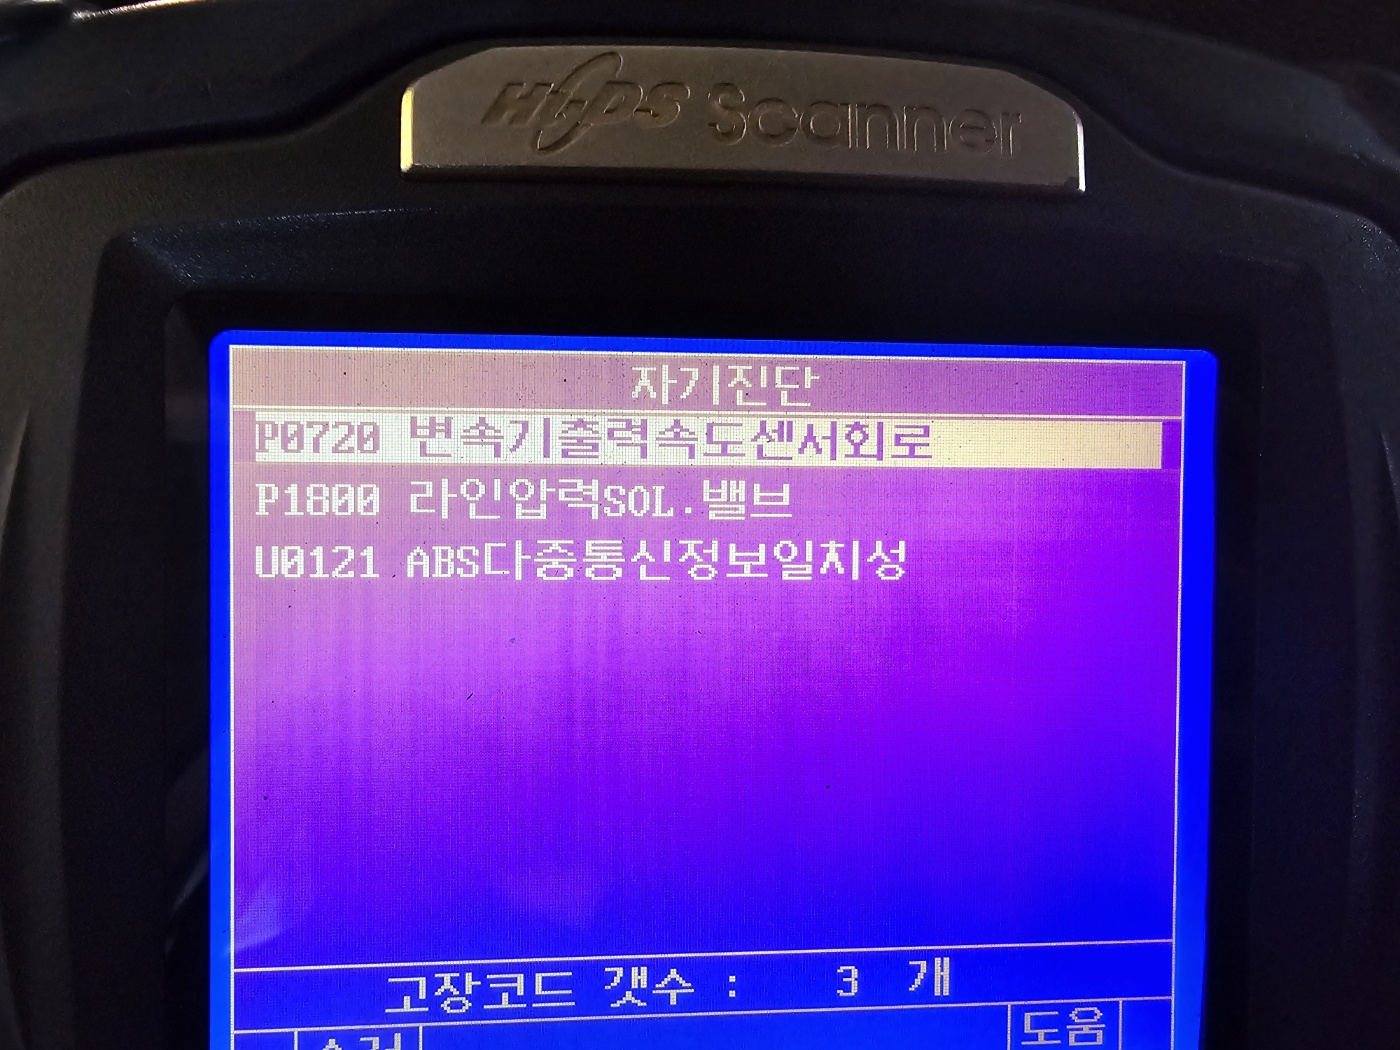 Hi-DS Scanner
자기진단
P0720 변속기출력속도센서회로
P1800 라인압력SOL.밸브
U0121 ABS다중통신정보일치성
고장코드 갯수 : 3 개
도움